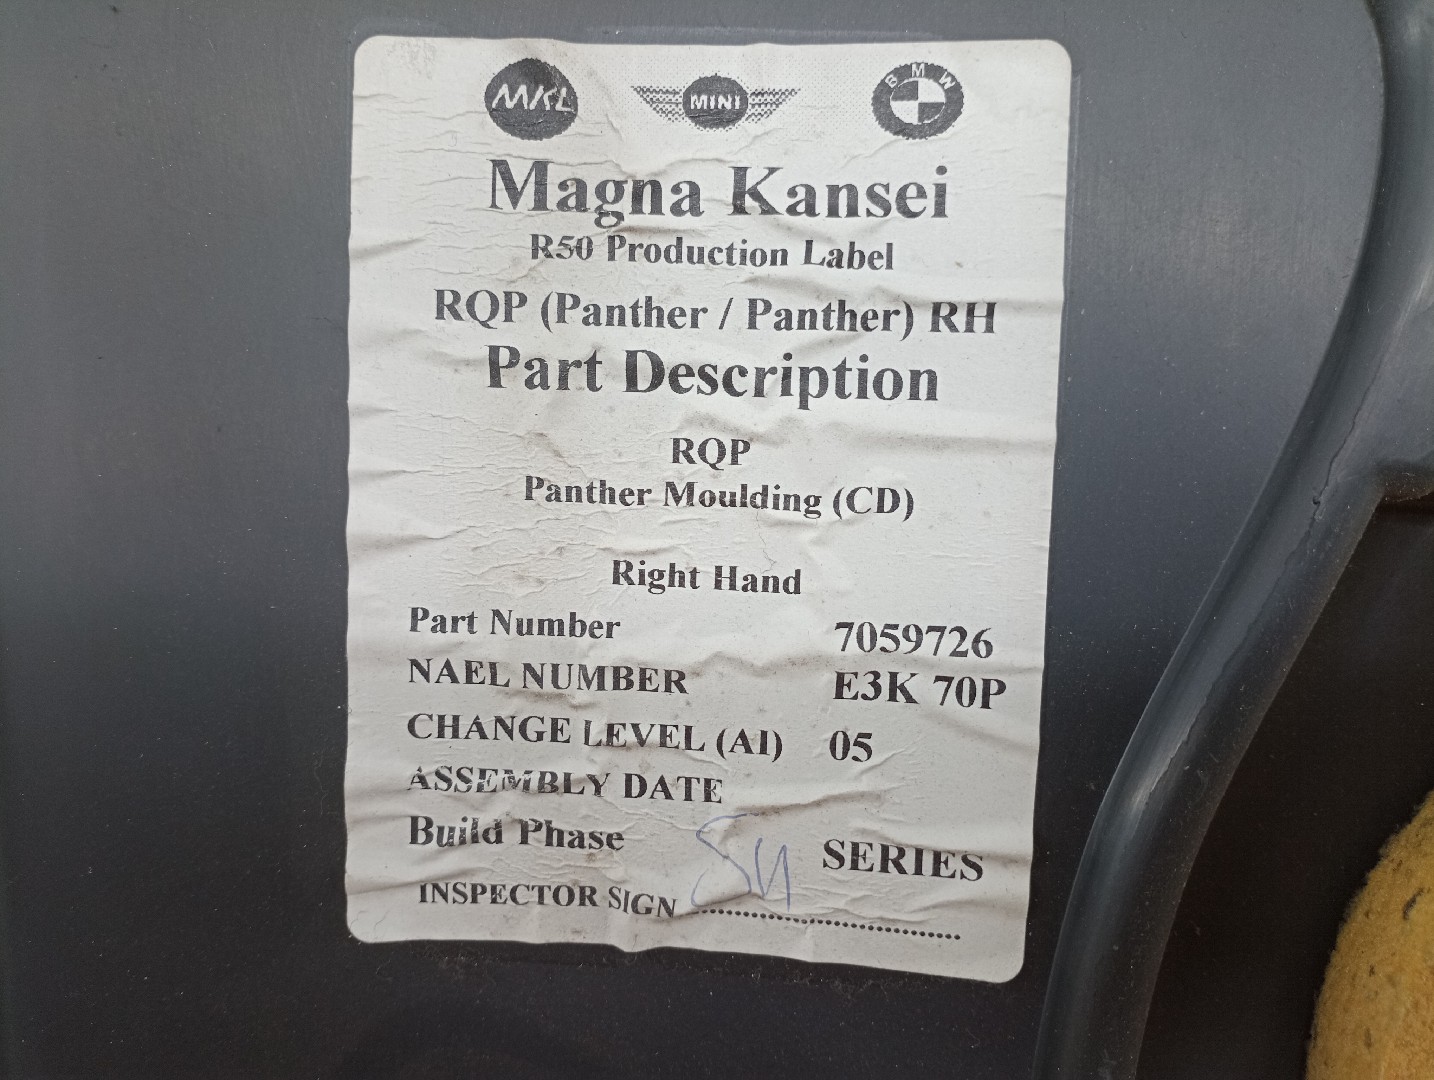 MKL MINI BMW
Magna Kansei
R50 Production Label
RQP (Panther / Panther) RH
Part Description
RQP
Panther Moulding (CD)
Right Hand
Part Number 7059726
NAEL NUMBER E3K 70P
CHANGE LEVEL (AI) 05
ASSEMBLY DATE
Build Phase SERIES
INSPECTOR SIGN ........................................